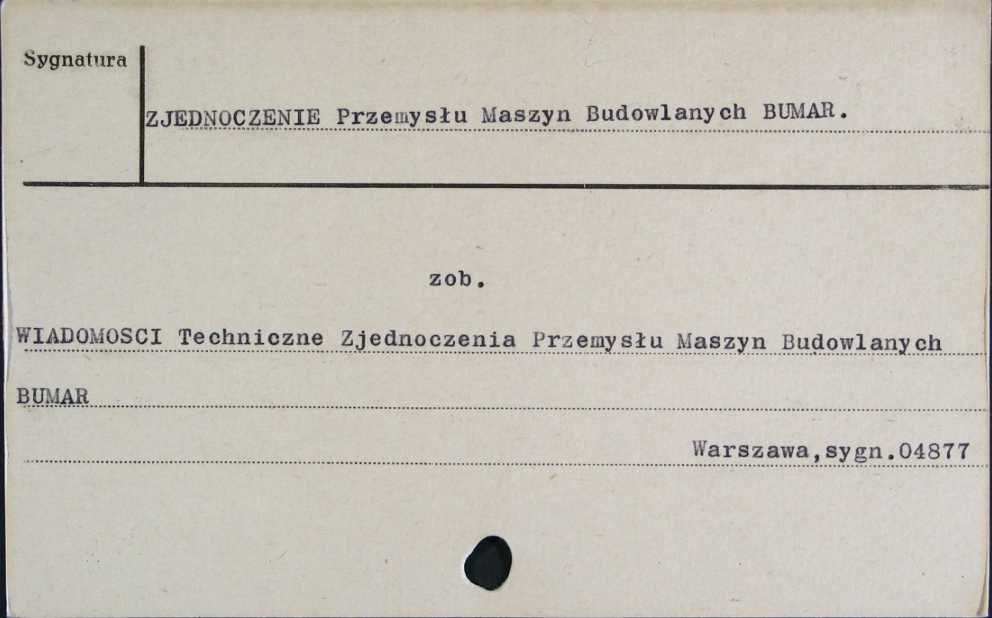 Sygnatura
ZJEDNOCZENIE Przemysłu Maszyn Budowlanych BUMAR.
zob.
WIADOMOSCI Techniczne Zjednoczenia Przemysłu Maszyn Budowlanych
BUMAR
Warszawa,sygn.04877